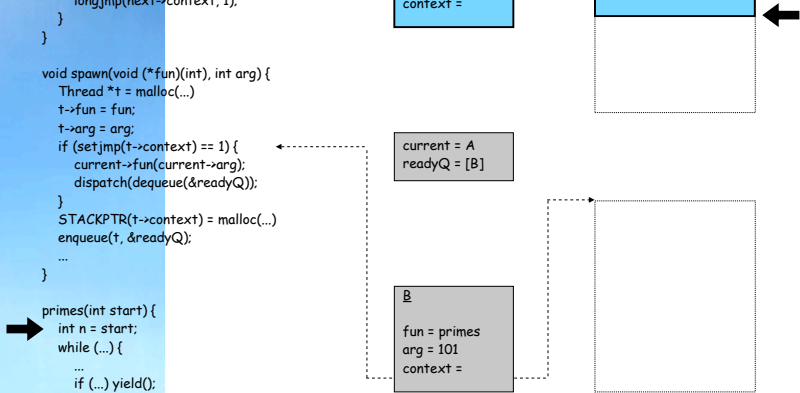 longjmp(next->context, 1);
}
}
void spawn(void (*fun)(int), int arg) {
Thread *t = malloc(...)
t->fun = fun;
t->arg = arg;
if (setjmp(t->context) == 1) {
current->fun(current->arg);
dispatch(dequeue(&readyQ));
}
STACKPTR(t->context) = malloc(...)
enqueue(t, &readyQ);
...
}
primes(int start) {
int n = start;
while (...) {
...
if (...) yield();
context =
current = A
readyQ = [B]
B
fun = primes
arg = 101
context =